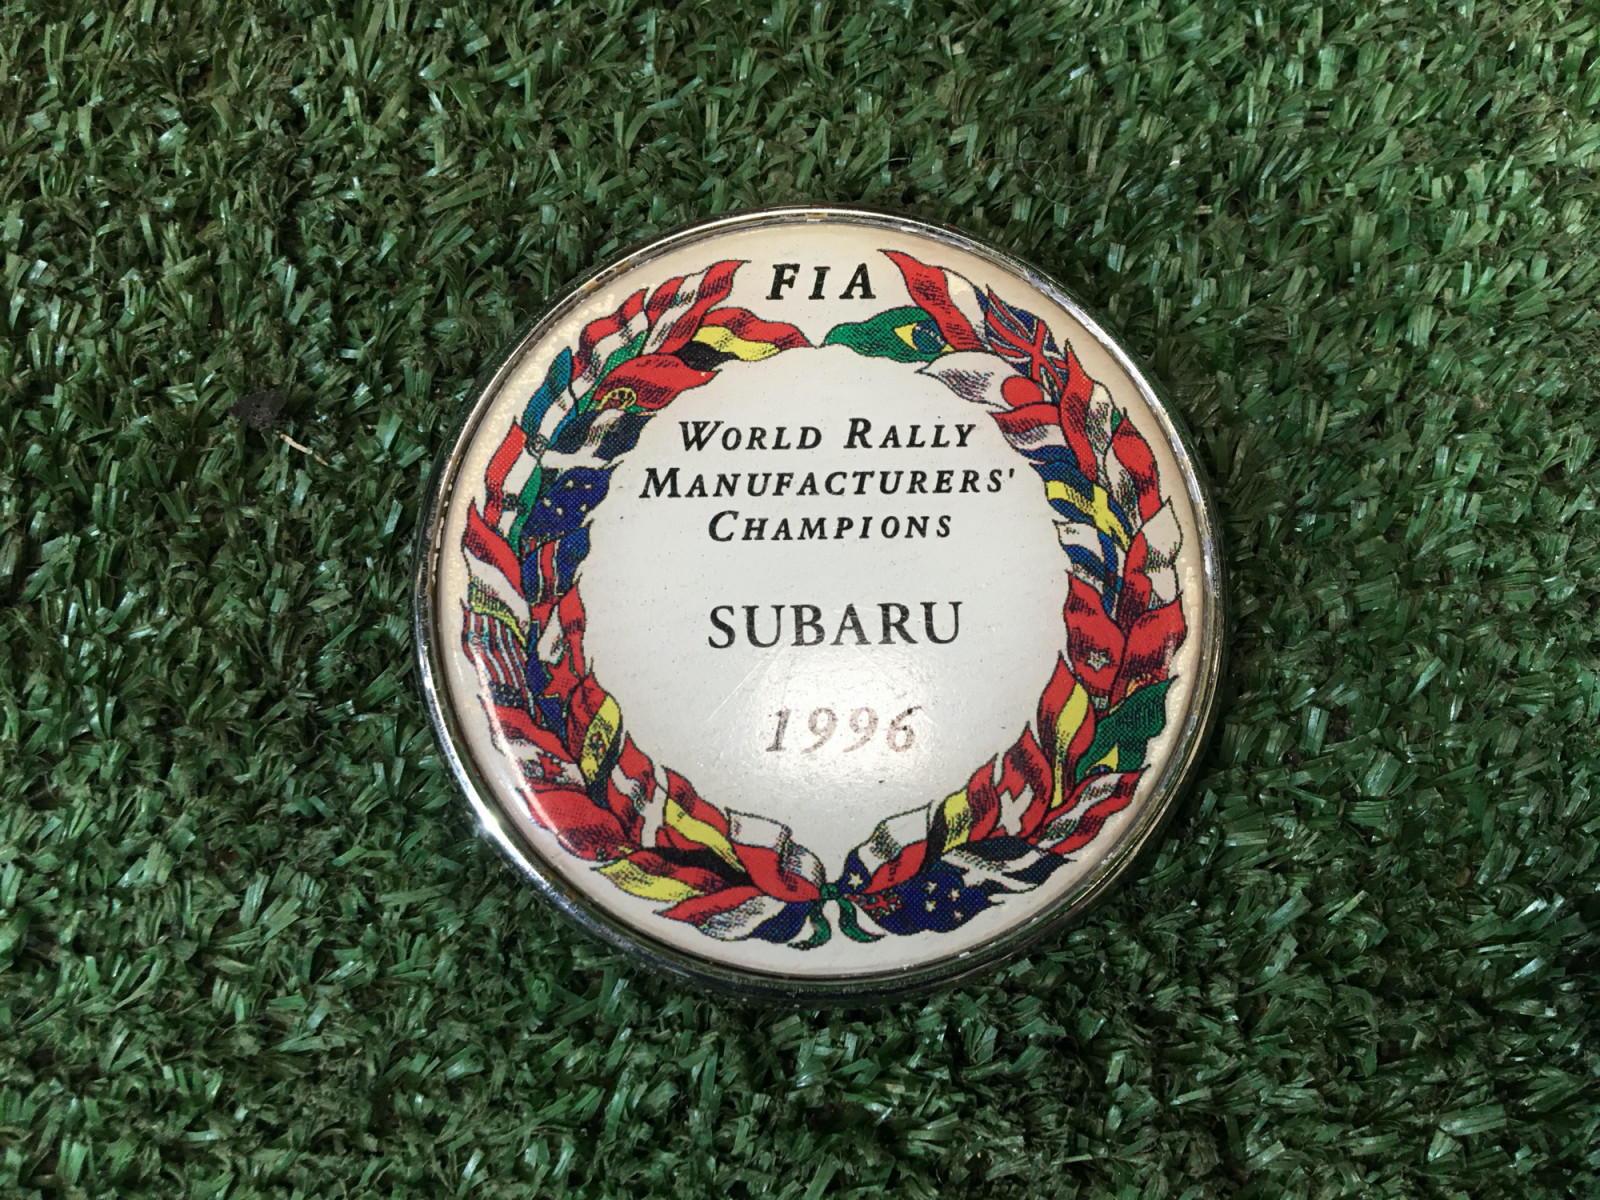 FIA
WORLD RALLY
MANUFACTURERS'
CHAMPIONS
SUBARU
1996